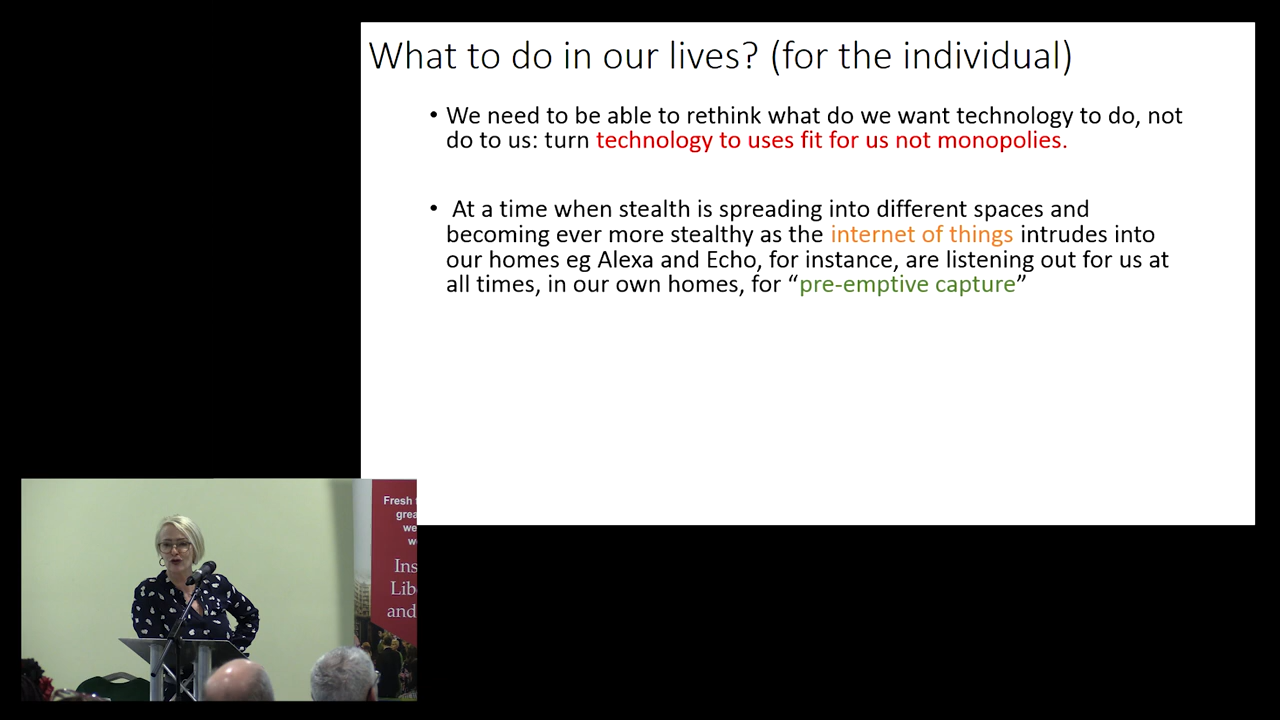 What to do in our lives? (for the individual)
• We need to be able to rethink what do we want technology to do, not
do to us: turn technology to uses fit for us not monopolies.
• At a time when stealth is spreading into different spaces and
becoming ever more stealthy as the internet of things intrudes into
our homes eg Alexa and Echo, for instance, are listening out for us at
all times, in our own homes, for “pre-emptive capture”
Fresh
grea
we
w
Ins
Lib
and